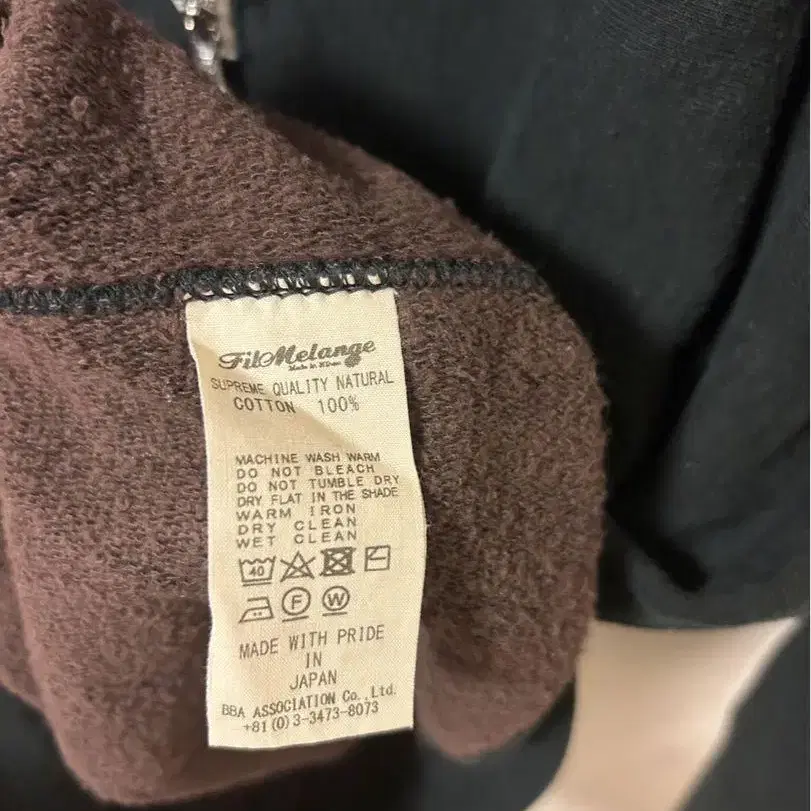 FilMelange
SUPREME QUALITY NATURAL
COTTON 100%
MACHINE WASH WARM
DO NOT BLEACH
DO NOT TUMBLE DRY
DRY FLAT IN THE SHADE
WARM IRON
DRY CLEAN
WET CLEAN
40
F W
MADE WITH PRIDE
IN
JAPAN
BBA ASSOCIATION Co.,Ltd.
+81(0)3-3473-8073